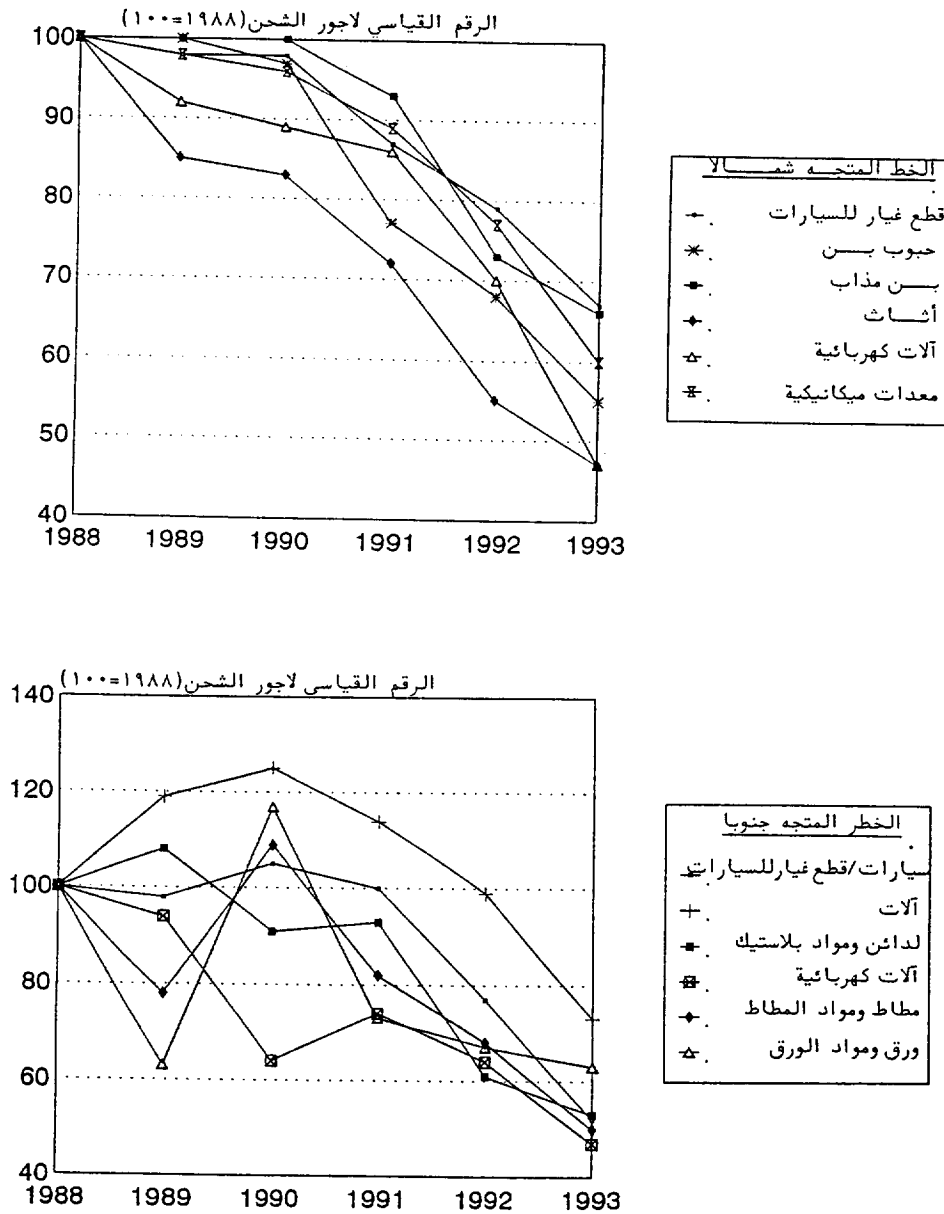 الرقم القياسي لاجور الشحن(١٩٨٨=١٠٠)
100
90
80
70
60
50
40
1988 1989 1990 1991 1992 1993
الخط المتجه شمالا
قطع غيار للسيارات
حبوب بن
بن مذاب
أثاث
آلات كهربائية
معدات ميكانيكية
الرقم القياسي لاجور الشحن(١٩٨٨=١٠٠)
140
120
100
80
60
40
1988 1989 1990 1991 1992 1993
الخطر المتجه جنوبا
سيارات/قطع غيار للسيارات
آلات
لدائن ومواد بلاستيك
آلات كهربائية
مطاط ومواد المطاط
ورق ومواد الورق